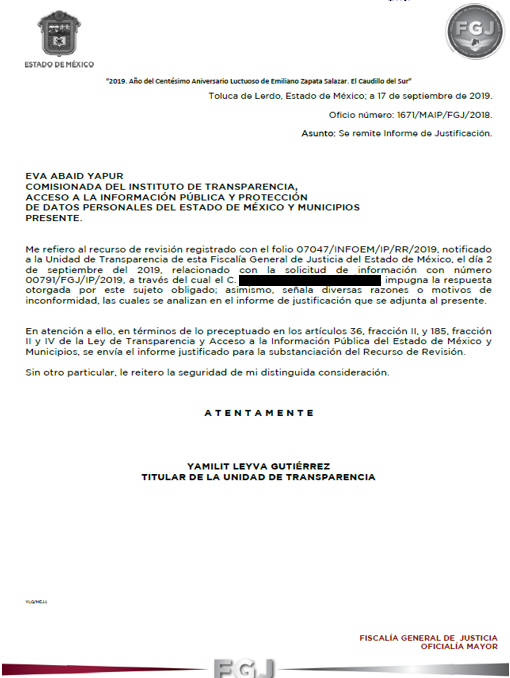 FGJ
ESTADO DE MÉXICO
"2019. Año del Centésimo Aniversario Luctuoso de Emiliano Zapata Salazar. El Caudillo del Sur"
Toluca de Lerdo, Estado de México; a 17 de septiembre de 2019.
Oficio número: 1671/MAIP/FGJ/2018.
Asunto: Se remite Informe de Justificación.
EVA ABAID YAPUR
COMISIONADA DEL INSTITUTO DE TRANSPARENCIA,
ACCESO A LA INFORMACIÓN PÚBLICA Y PROTECCIÓN
DE DATOS PERSONALES DEL ESTADO DE MÉXICO Y MUNICIPIOS
PRESENTE.
Me refiero al recurso de revisión registrado con el folio 07047/INFOEM/IP/RR/2019, notificado
a la Unidad de Transparencia de esta Fiscalía General de Justicia del Estado de México, el día 2
de septiembre del 2019, relacionado con la solicitud de información con número
00791/FGJ/IP/2019, a través del cual el C. impugna la respuesta
otorgada por este sujeto obligado; asimismo, señala diversas razones o motivos de
inconformidad, las cuales se analizan en el informe de justificación que se adjunta al presente.
En atención a ello, en términos de lo preceptuado en los artículos 36, fracción II, y 185, fracción
II y IV de la Ley de Transparencia y Acceso a la Información Pública del Estado de México y
Municipios, se envía el informe justificado para la substanciación del Recurso de Revisión.
Sin otro particular, le reitero la seguridad de mi distinguida consideración.
A T E N T A M E N T E
YAMILIT LEYVA GUTIÉRREZ
TITULAR DE LA UNIDAD DE TRANSPARENCIA
FISCALÍA GENERAL DE JUSTICIA
OFICIALÍA MAYOR
FGJ